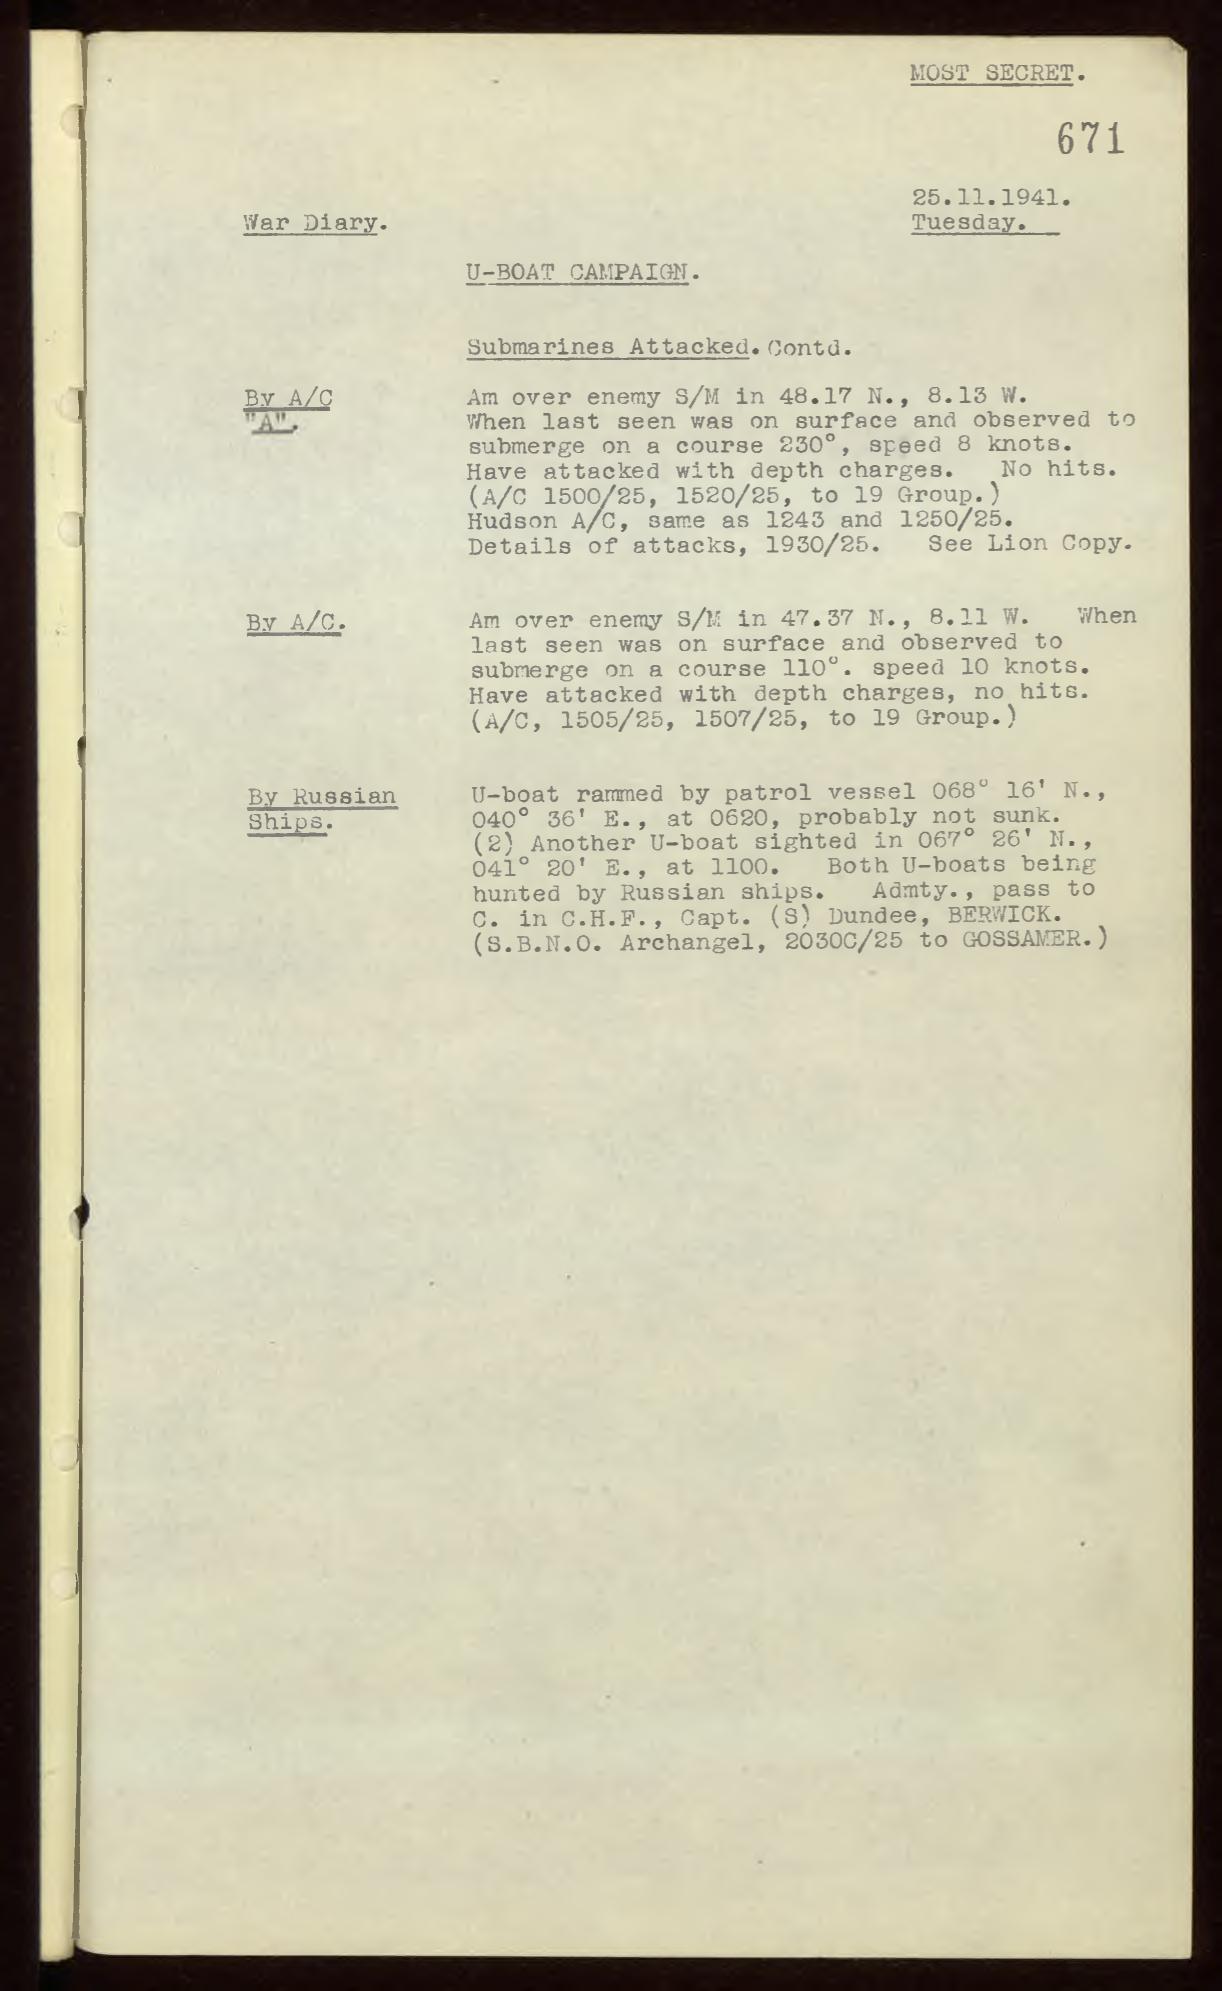 MOST SECRET.
671
25.11.1941.
War Diary.
Tuesday.
U-BOAT CAMPAIGN.
Submarines Attacked. Contd.
By A/C
"A".
Am over enemy S/M in 48.17 N., 8.13 W.
When last seen was on surface and observed to
submerge on a course 230°, speed 8 knots.
Have attacked with depth charges. No hits.
(A/C 1500/25, 1520/25, to 19 Group.)
Hudson A/C, same as 1243 and 1250/25.
Details of attacks, 1930/25. See Lion Copy.
By A/C.
Am over enemy S/M in 47.37 N., 8.11 W. When
last seen was on surface and observed to
submerge on a course 110°. speed 10 knots.
Have attacked with depth charges, no hits.
(A/C, 1505/25, 1507/25, to 19 Group.)
By Russian
Ships.
U-boat rammed by patrol vessel 068° 16' N.,
040° 36' E., at 0620, probably not sunk.
(2) Another U-boat sighted in 067° 26' N.,
041° 20' E., at 1100. Both U-boats being
hunted by Russian ships. Admty., pass to
C. in C.H.F., Capt. (S) Dundee, BERWICK.
(S.B.N.O. Archangel, 2030C/25 to GOSSAMER.)